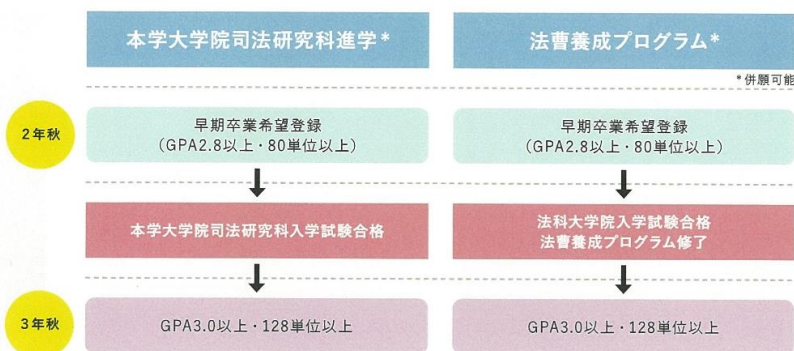 本学大学院司法研究科進学*
法曹養成プログラム*
*併願可能
2年秋
早期卒業希望登録
(GPA2.8以上・80単位以上)
早期卒業希望登録
(GPA2.8以上・80単位以上)
本学大学院司法研究科入学試験合格
法科大学院入学試験合格
法曹養成プログラム修了
3年秋
GPA3.0以上・128単位以上
GPA3.0以上・128単位以上